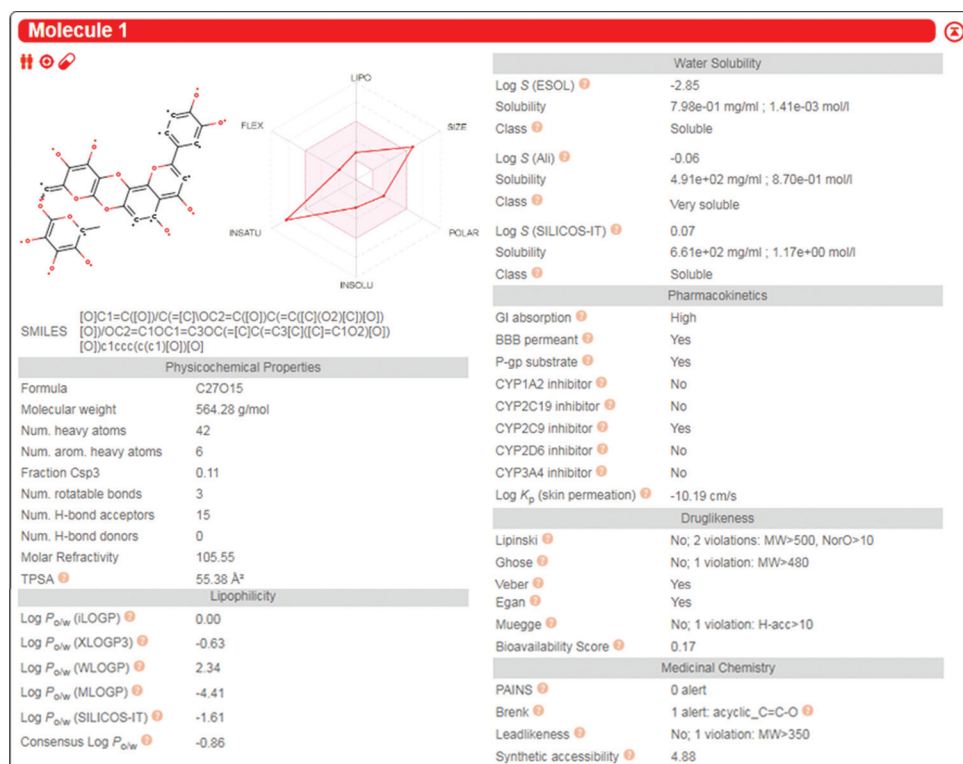 Molecule 1
LIPO
FLEX
SIZE
INSATU
POLAR
INSOLU
SMILES [O]C1=C([O])/C(=[C]\OC2=C([O])C(=C([C](O2)[C])[O])
[O])/OC2=C1OC1=C3OC(=[C]C(=C3[C]([C]=C1O2)[O])
[O])c1ccc(c(c1)[O])[O]
Physicochemical Properties
Formula C27O15
Molecular weight 564.28 g/mol
Num. heavy atoms 42
Num. arom. heavy atoms 6
Fraction Csp3 0.11
Num. rotatable bonds 3
Num. H-bond acceptors 15
Num. H-bond donors 0
Molar Refractivity 105.55
TPSA ? 55.38 Å²
Lipophilicity
Log Po/w (iLOGP) ? 0.00
Log Po/w (XLOGP3) ? -0.63
Log Po/w (WLOGP) ? 2.34
Log Po/w (MLOGP) ? -4.41
Log Po/w (SILICOS-IT) ? -1.61
Consensus Log Po/w ? -0.86
Water Solubility
Log S (ESOL) ? -2.85
Solubility 7.98e-01 mg/ml ; 1.41e-03 mol/l
Class ? Soluble
Log S (Ali) ? -0.06
Solubility 4.91e+02 mg/ml ; 8.70e-01 mol/l
Class ? Very soluble
Log S (SILICOS-IT) ? 0.07
Solubility 6.61e+02 mg/ml ; 1.17e+00 mol/l
Class ? Soluble
Pharmacokinetics
GI absorption ? High
BBB permeant ? Yes
P-gp substrate ? Yes
CYP1A2 inhibitor ? No
CYP2C19 inhibitor ? No
CYP2C9 inhibitor ? Yes
CYP2D6 inhibitor ? No
CYP3A4 inhibitor ? No
Log Kp (skin permeation) ? -10.19 cm/s
Druglikeness
Lipinski ? No; 2 violations: MW>500, NorO>10
Ghose ? No; 1 violation: MW>480
Veber ? Yes
Egan ? Yes
Muegge ? No; 1 violation: H-acc>10
Bioavailability Score ? 0.17
Medicinal Chemistry
PAINS ? 0 alert
Brenk ? 1 alert: acyclic_C=C-O ?
Leadlikeness ? No; 1 violation: MW>350
Synthetic accessibility ? 4.88